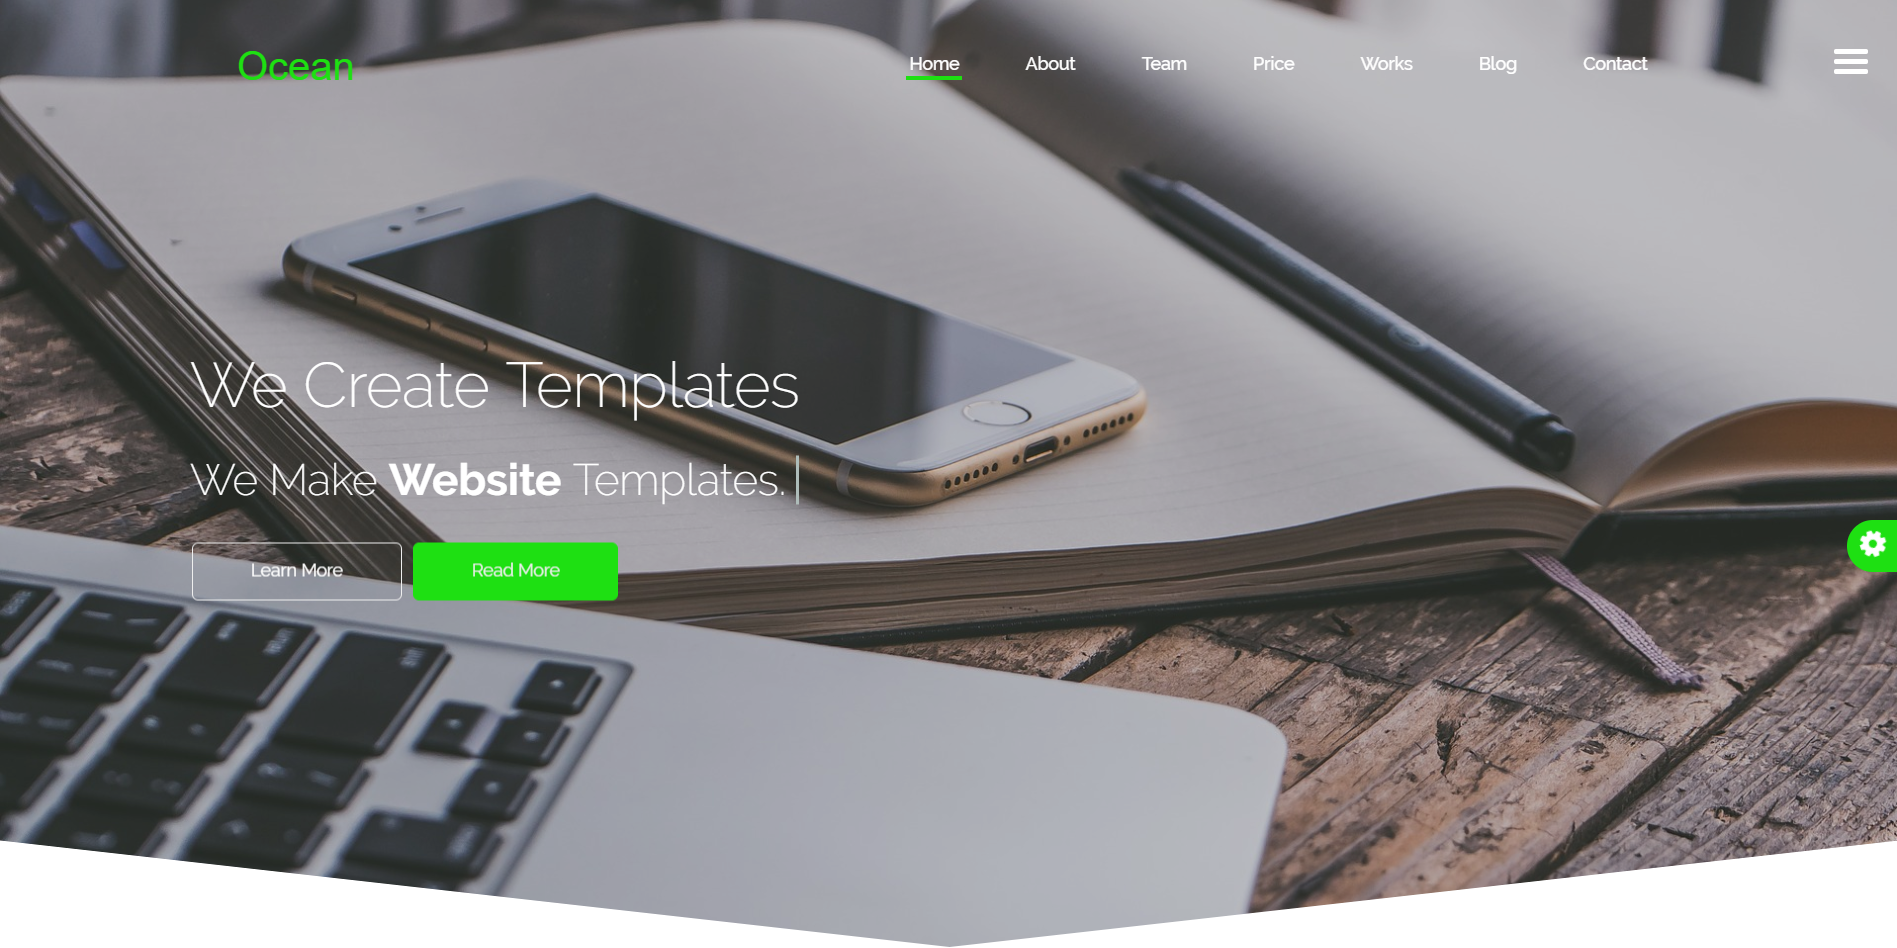 Ocean
Home About Team Price Works Blog Contact
We Create Templates
We Make Website Templates.
Learn More Read More